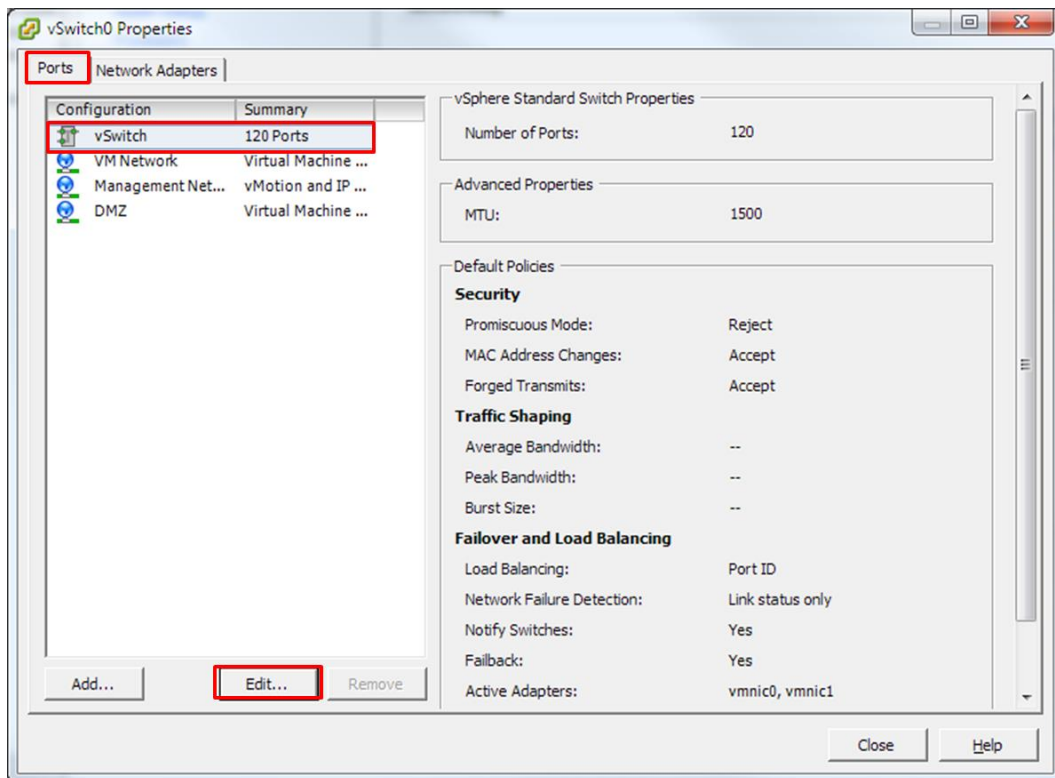 vSwitch0 Properties
Ports Network Adapters
Configuration Summary
vSwitch 120 Ports
VM Network Virtual Machine ...
Management Net... vMotion and IP ...
DMZ Virtual Machine ...
Add... Edit... Remove
vSphere Standard Switch Properties
Number of Ports: 120
Advanced Properties
MTU: 1500
Default Policies
Security
Promiscuous Mode: Reject
MAC Address Changes: Accept
Forged Transmits: Accept
Traffic Shaping
Average Bandwidth: --
Peak Bandwidth: --
Burst Size: --
Failover and Load Balancing
Load Balancing: Port ID
Network Failure Detection: Link status only
Notify Switches: Yes
Failback: Yes
Active Adapters: vmnic0, vmnic1
Close Help